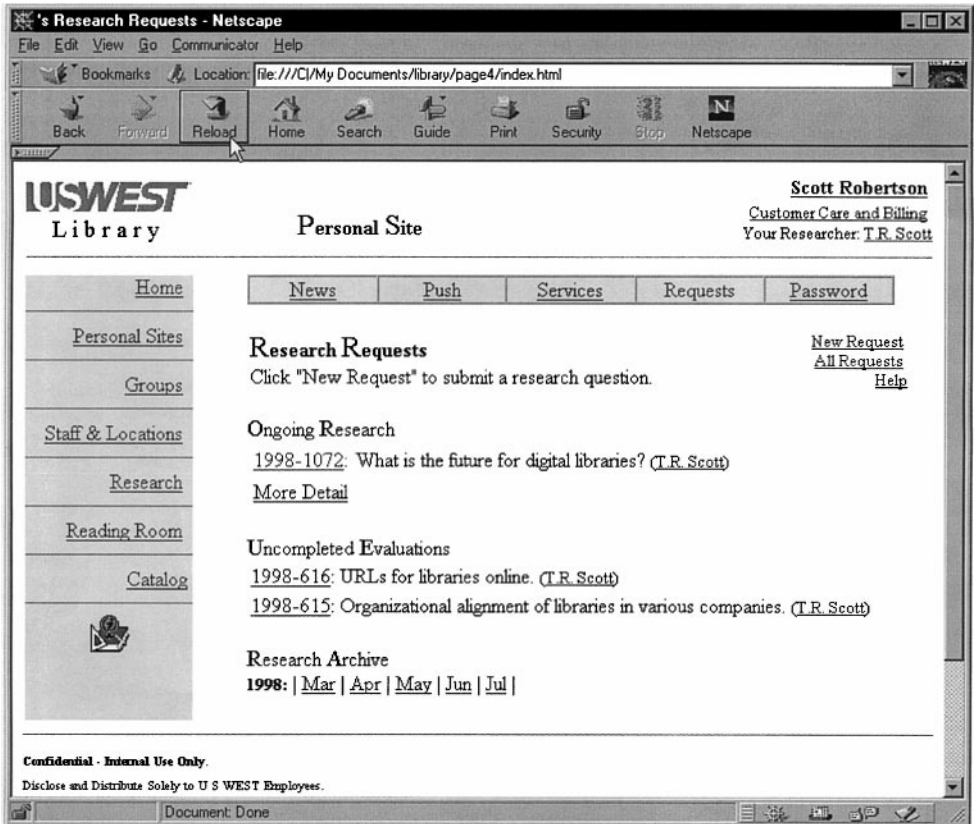 's Research Requests - Netscape
File Edit View Go Communicator Help
Bookmarks Location: file:///C|/My Documents/library/page4/index.html
Back Forward Reload Home Search Guide Print Security Stop Netscape
USWEST
Library
Personal Site
Scott Robertson
Customer Care and Billing
Your Researcher: T.R. Scott
Home
Personal Sites
Groups
Staff & Locations
Research
Reading Room
Catalog
News Push Services Requests Password
Research Requests
Click "New Request" to submit a research question.
New Request
All Requests
Help
Ongoing Research
1998-1072: What is the future for digital libraries? (T.R. Scott)
More Detail
Uncompleted Evaluations
1998-616: URLs for libraries online. (T.R. Scott)
1998-615: Organizational alignment of libraries in various companies. (T.R. Scott)
Research Archive
1998: | Mar | Apr | May | Jun | Jul |
Confidential - Internal Use Only.
Disclose and Distribute Solely to U S WEST Employees.
Document: Done